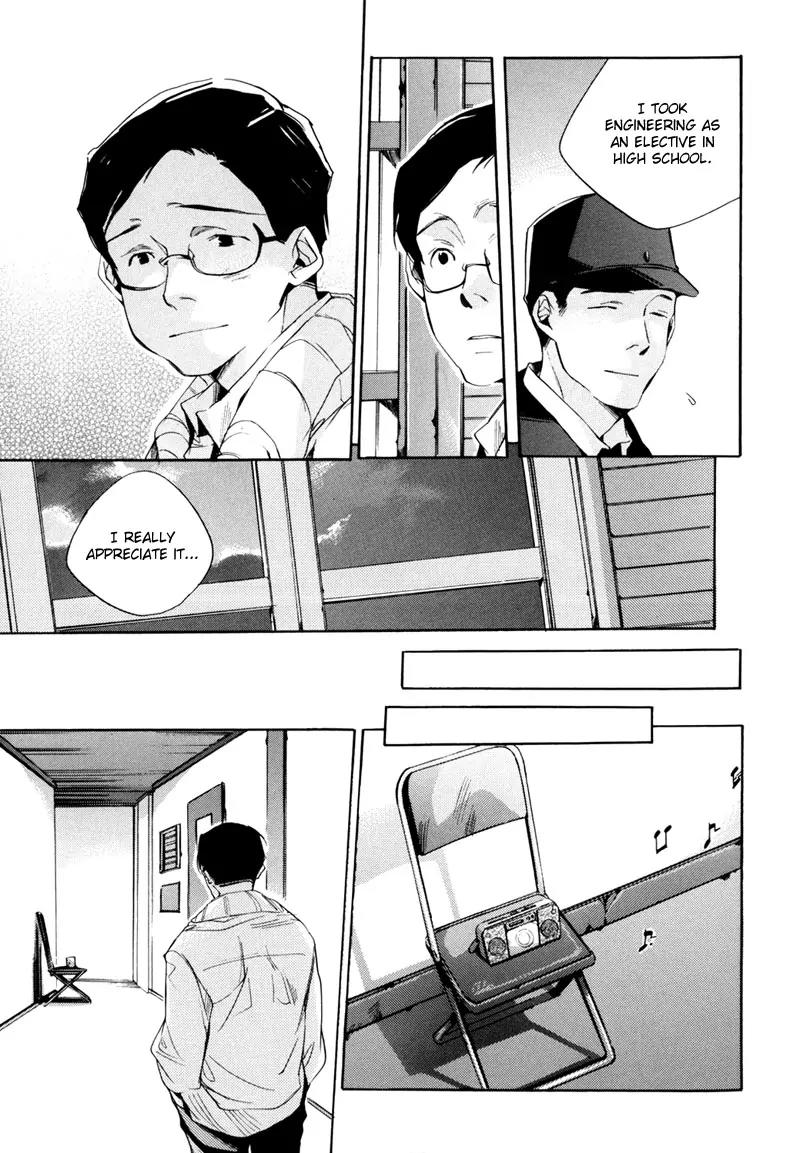 I TOOK
ENGINEERING AS
AN ELECTIVE IN
HIGH SCHOOL.
I REALLY
APPRECIATE IT...